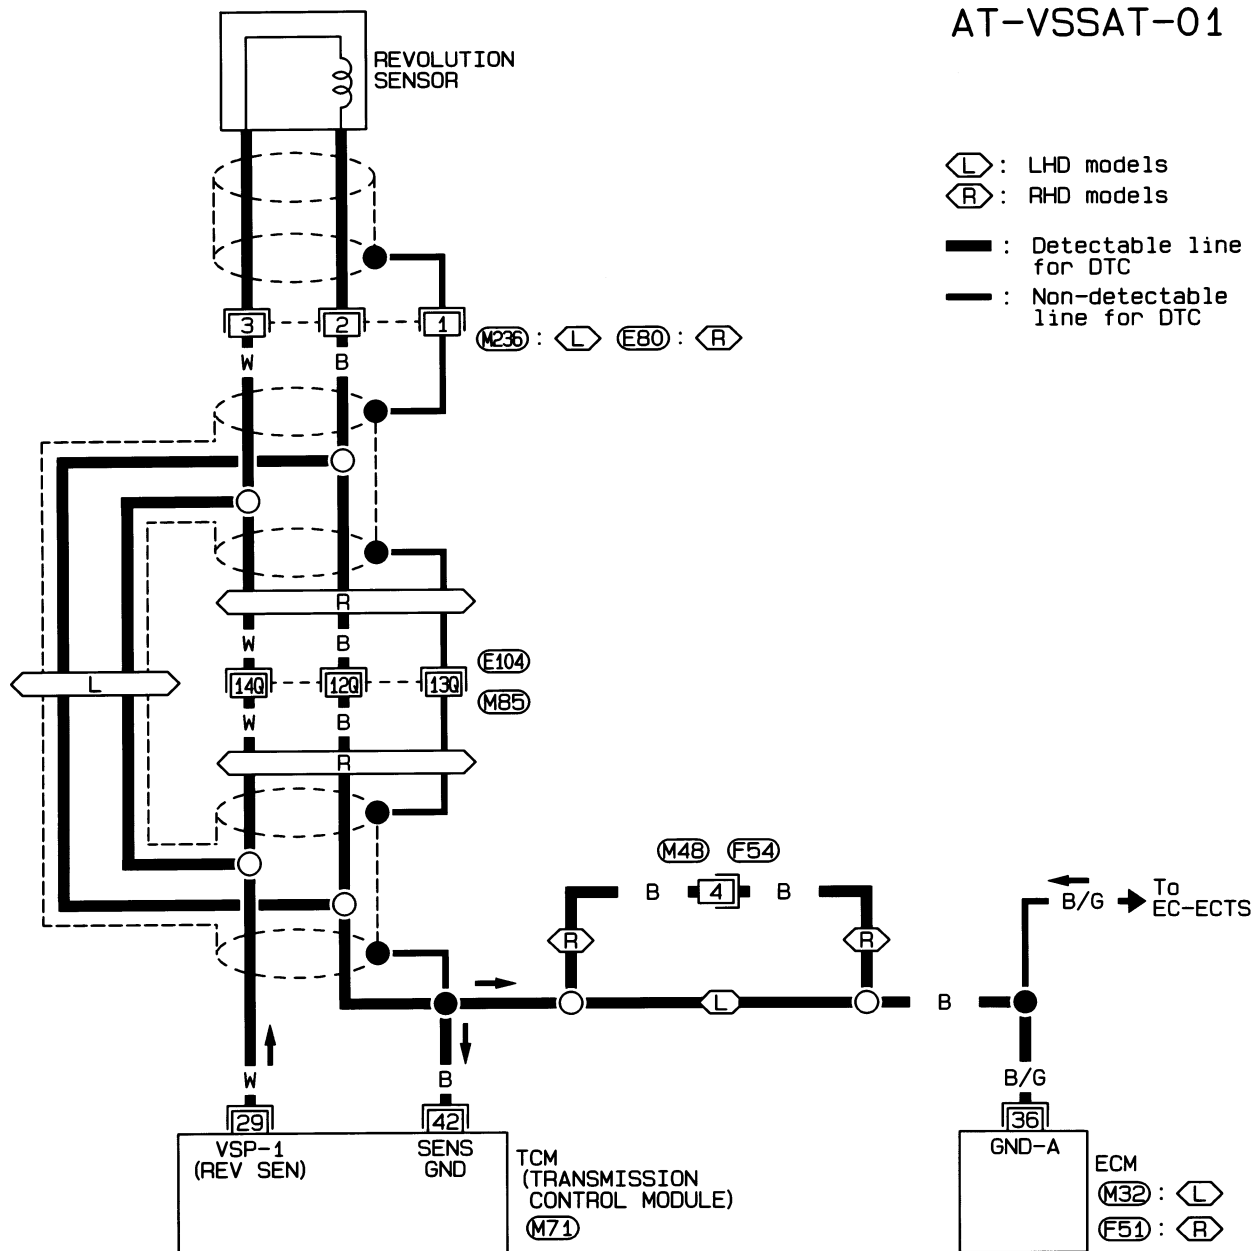 AT-VSSAT-01
REVOLUTION
SENSOR
L : LHD models
R : RHD models
: Detectable line
for DTC
: Non-detectable
line for DTC
3 2 1
M236 : L E80 : R
W B
R
W B
E104
L 14Q 12Q 13Q
M85
W B
R
M48 F54
B 4 B
To
EC-ECTS
B/G
R R
L B
W B B/G
29 42 36
VSP-1
(REV SEN)
SENS
GND
GND-A
TCM
(TRANSMISSION
CONTROL MODULE)
M71
ECM
M32 : L
F51 : R